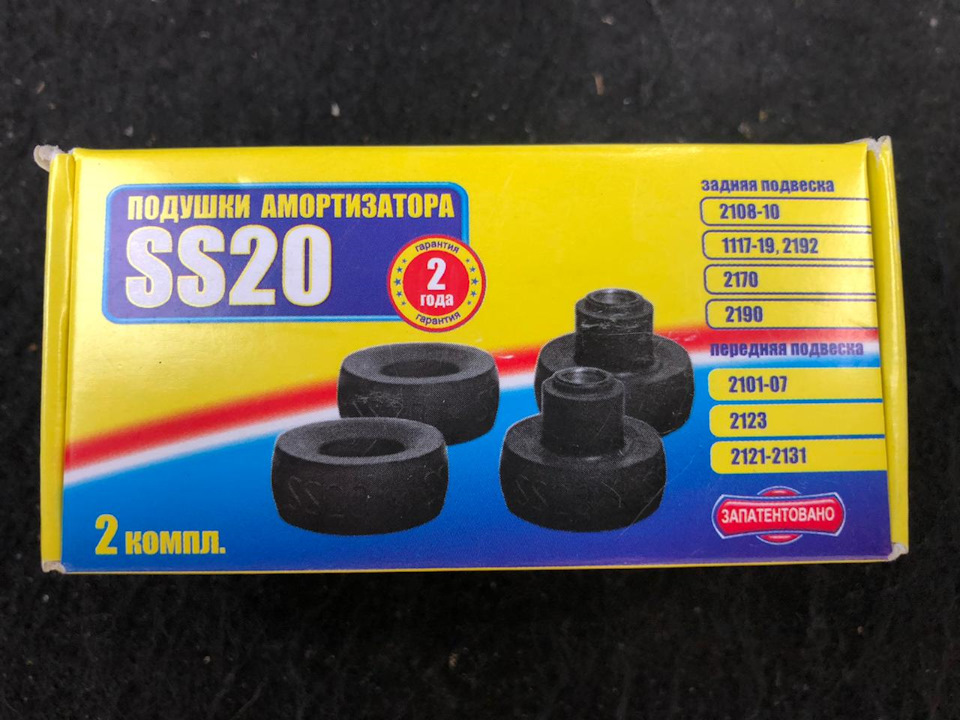 ПОДУШКИ АМОРТИЗАТОРА
SS20
гарантия
2
года
гарантия
задняя подвеска
2108-10
1117-19, 2192
2170
2190
передняя подвеска
2101-07
2123
2121-2131
ЗАПАТЕНТОВАНО
2 компл.